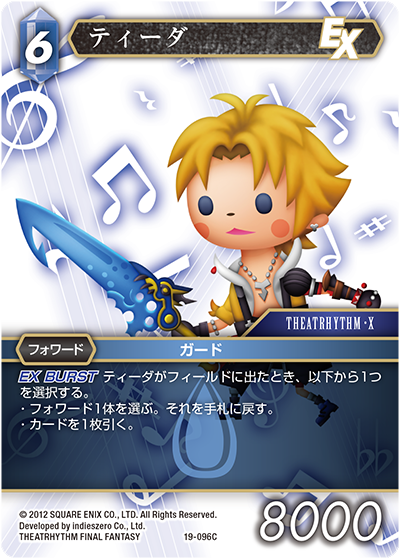 6
ティーダ
EX
THEATRHYTHM・X
フォワード
ガード
EX BURST ティーダがフィールドに出たとき、以下から1つ
を選択する。
・フォワード1体を選ぶ。それを手札に戻す。
・カードを1枚引く。
© 2012 SQUARE ENIX CO., LTD. All Rights Reserved.
Developed by indieszero Co., Ltd.
THEATRHYTHM FINAL FANTASY
19-096C
8000